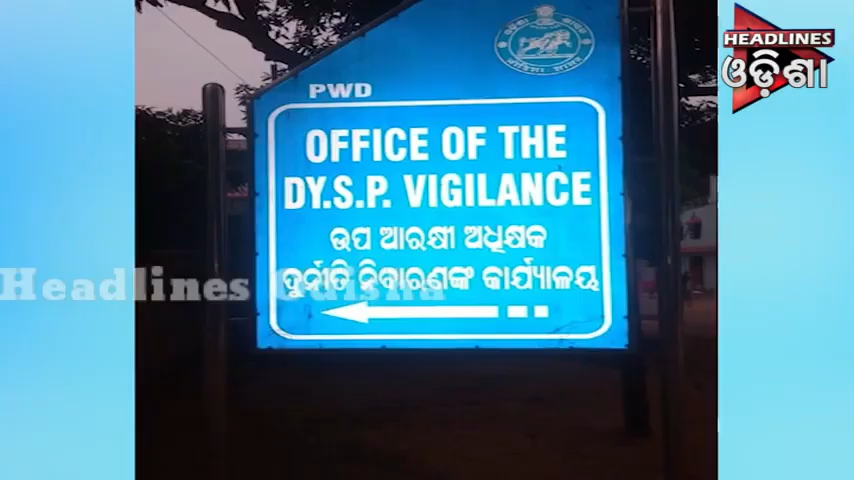 HEADLINES
ଓଡ଼ିଶା
PWD
OFFICE OF THE
DY.S.P. VIGILANCE
ଉପ ଆରକ୍ଷୀ ଅଧିକ୍ଷକ
ଦୁର୍ନୀତି ନିବାରଣଙ୍କ କାର୍ଯ୍ୟାଳୟ
Headlines Odisha